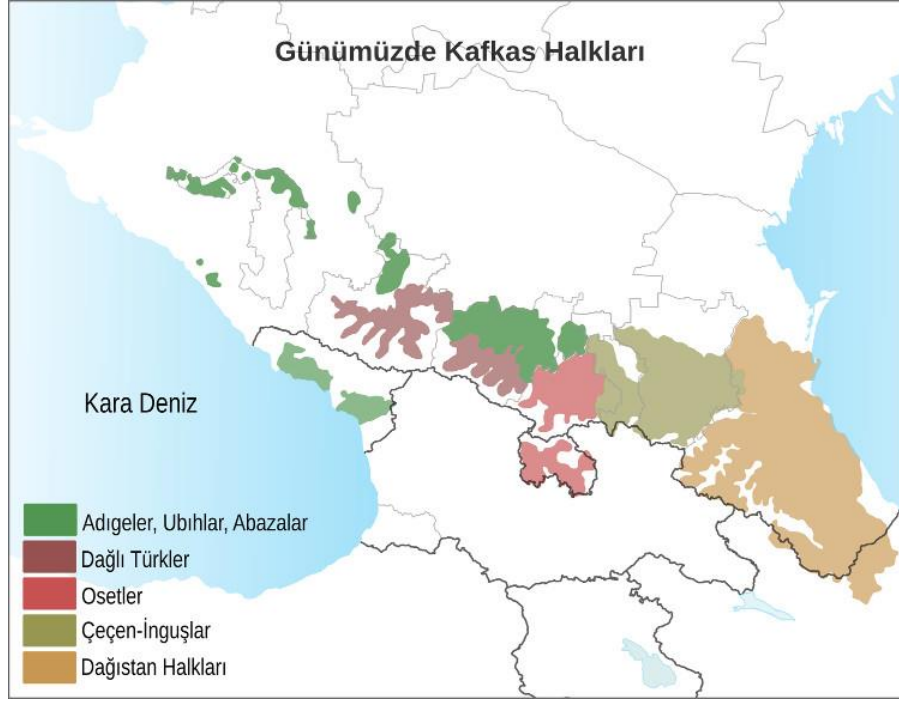 Günümüzde Kafkas Halkları
Kara Deniz
Adıgeler, Ubıhlar, Abazalar
Dağlı Türkler
Osetler
Çeçen-İnguşlar
Dağıstan Halkları